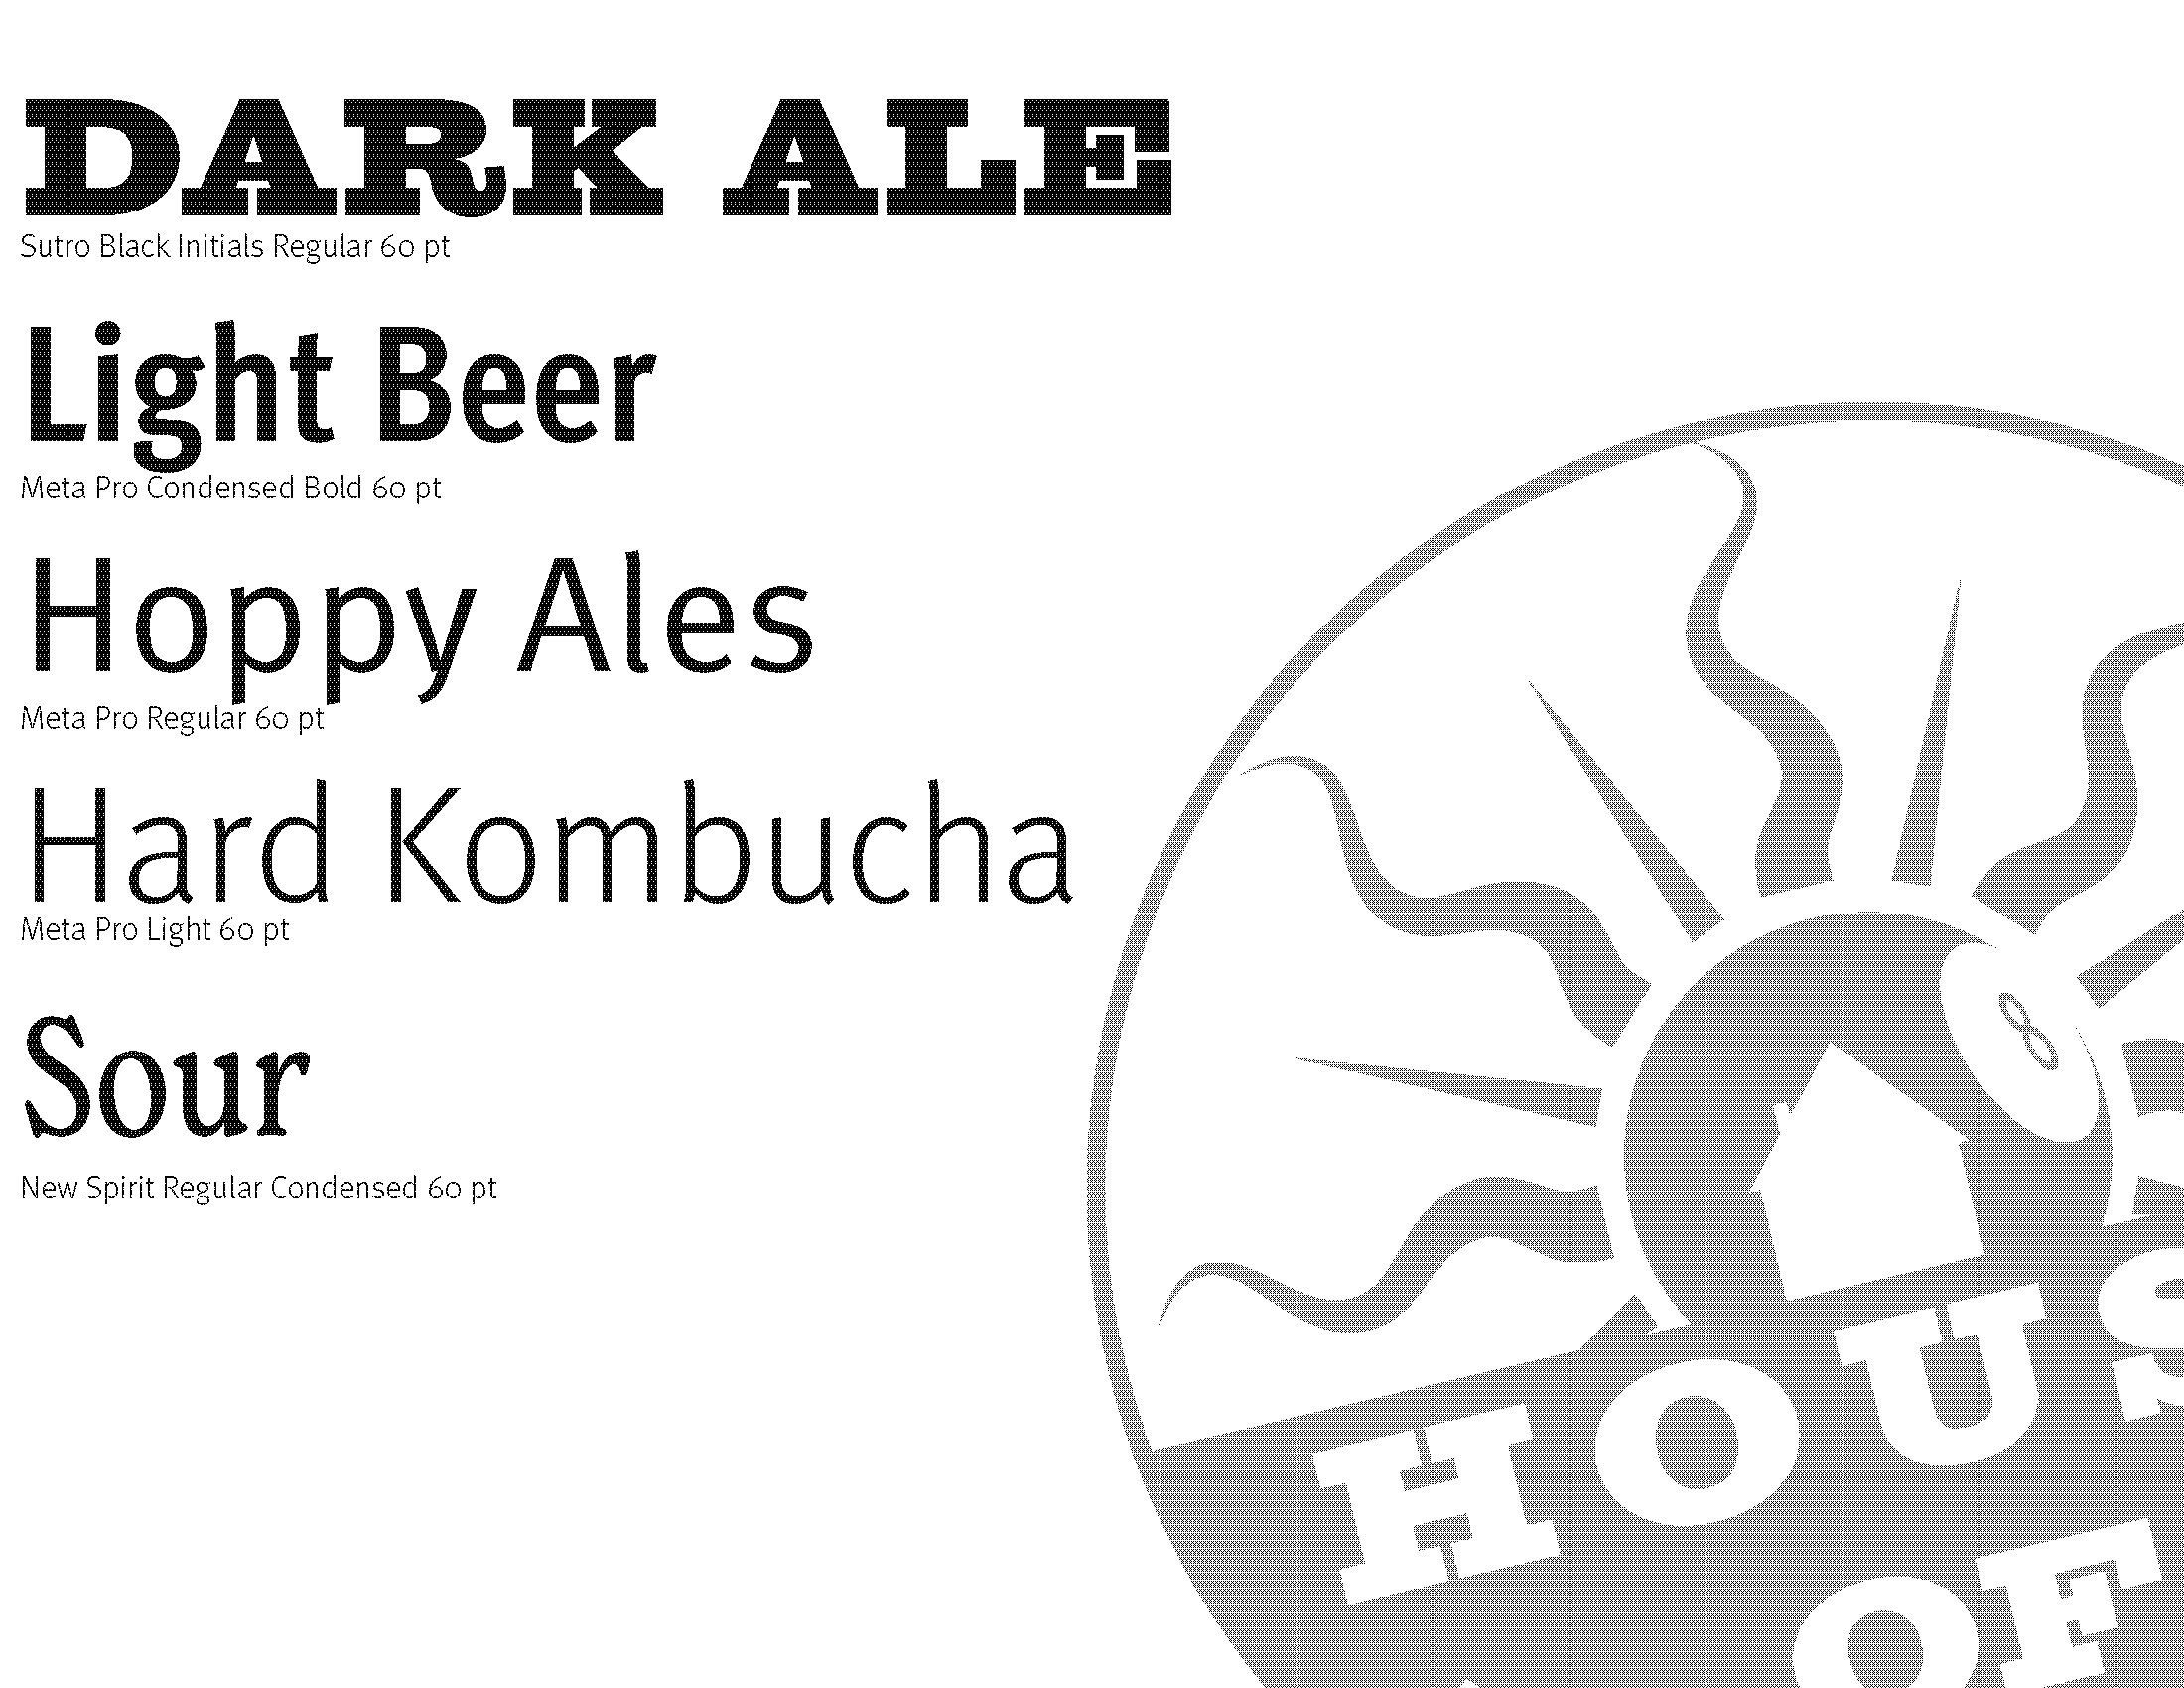 DARK ALE
Sutro Black Initials Regular 60 pt
Light Beer
Meta Pro Condensed Bold 60 pt
Hoppy Ales
Meta Pro Regular 60 pt
Hard Kombucha
Meta Pro Light 60 pt
Sour
New Spirit Regular Condensed 60 pt
8
HOUS
OF